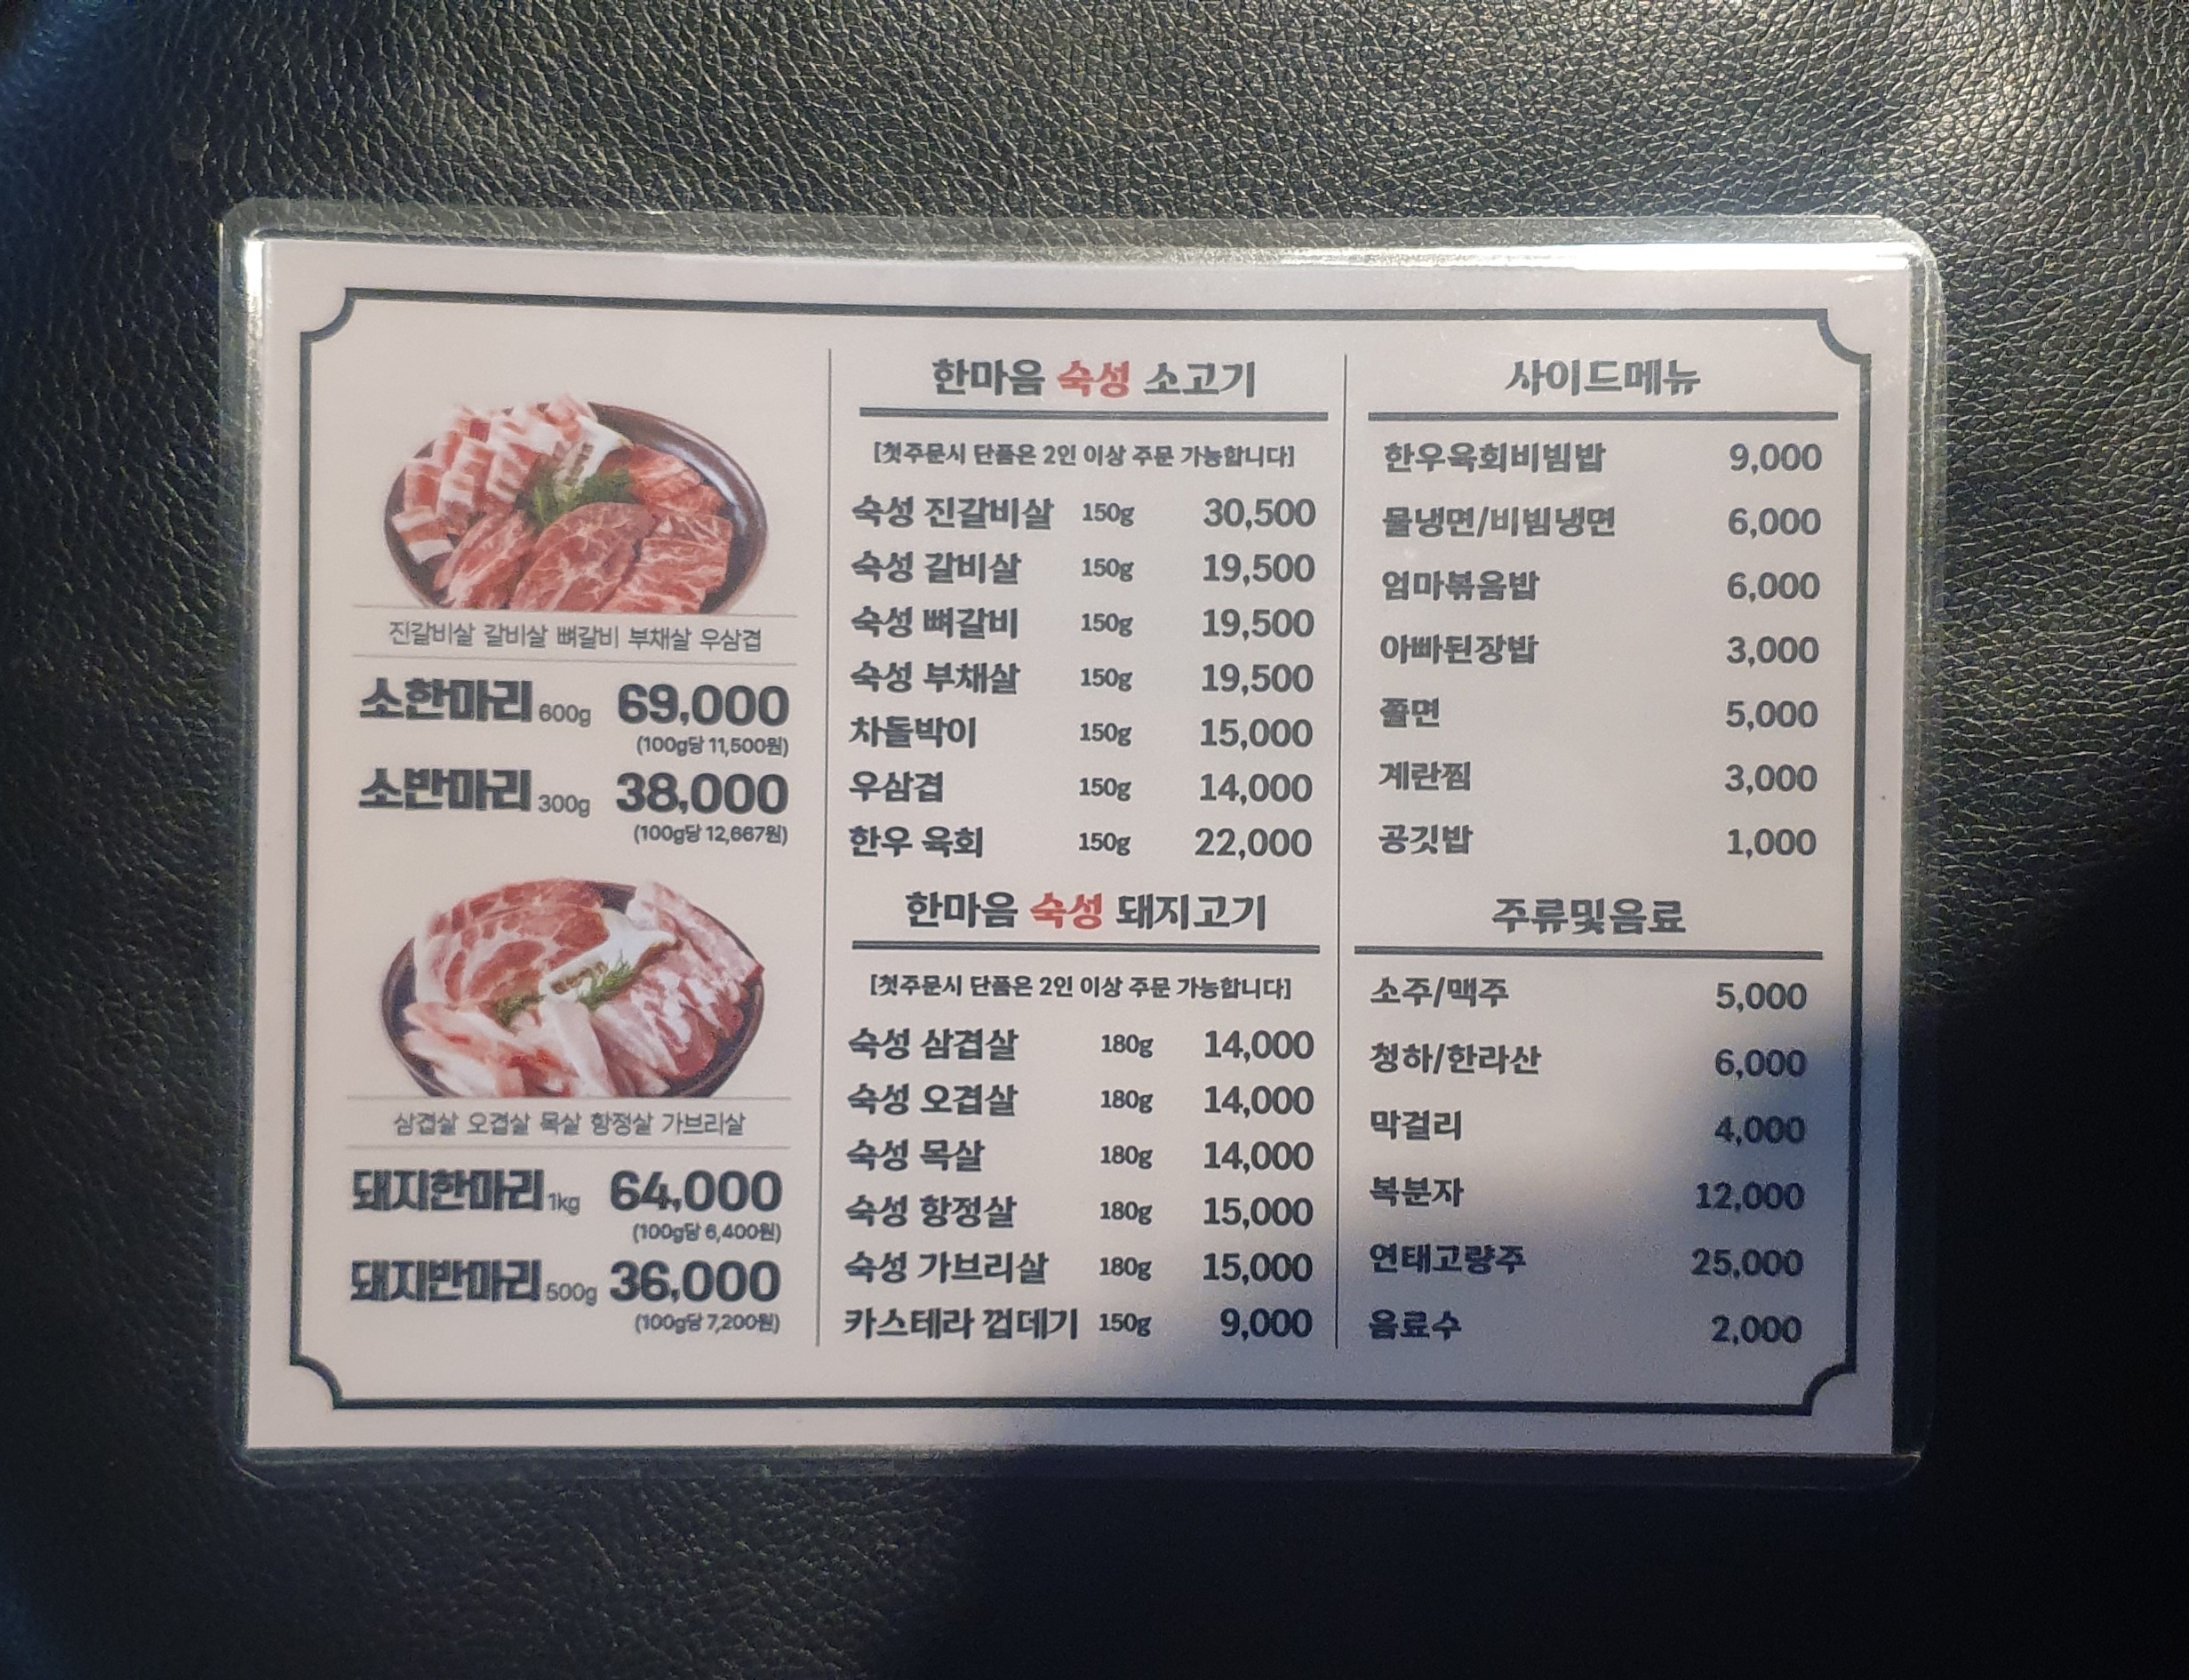 진갈비살 갈비살 뼈갈비 부채살 우삼겹
소한마리 600g 69,000
(100g당 11,500원)
소반마리 300g 38,000
(100g당 12,667원)
삼겹살 오겹살 목살 항정살 가브리살
돼지한마리 1kg 64,000
(100g당 6,400원)
돼지반마리 500g 36,000
(100g당 7,200원)
한마음 숙성 소고기
[첫주문시 단품은 2인 이상 주문 가능합니다]
숙성 진갈비살 150g 30,500
숙성 갈비살 150g 19,500
숙성 뼈갈비 150g 19,500
숙성 부채살 150g 19,500
차돌박이 150g 15,000
우삼겹 150g 14,000
한우 육회 150g 22,000
한마음 숙성 돼지고기
[첫주문시 단품은 2인 이상 주문 가능합니다]
숙성 삼겹살 180g 14,000
숙성 오겹살 180g 14,000
숙성 목살 180g 14,000
숙성 항정살 180g 15,000
숙성 가브리살 180g 15,000
카스테라 껍데기 150g 9,000
사이드메뉴
한우육회비빔밥 9,000
물냉면/비빔냉면 6,000
엄마볶음밥 6,000
아빠된장밥 3,000
쫄면 5,000
계란찜 3,000
공깃밥 1,000
주류및음료
소주/맥주 5,000
청하/한라산 6,000
막걸리 4,000
복분자 12,000
연태고량주 25,000
음료수 2,000